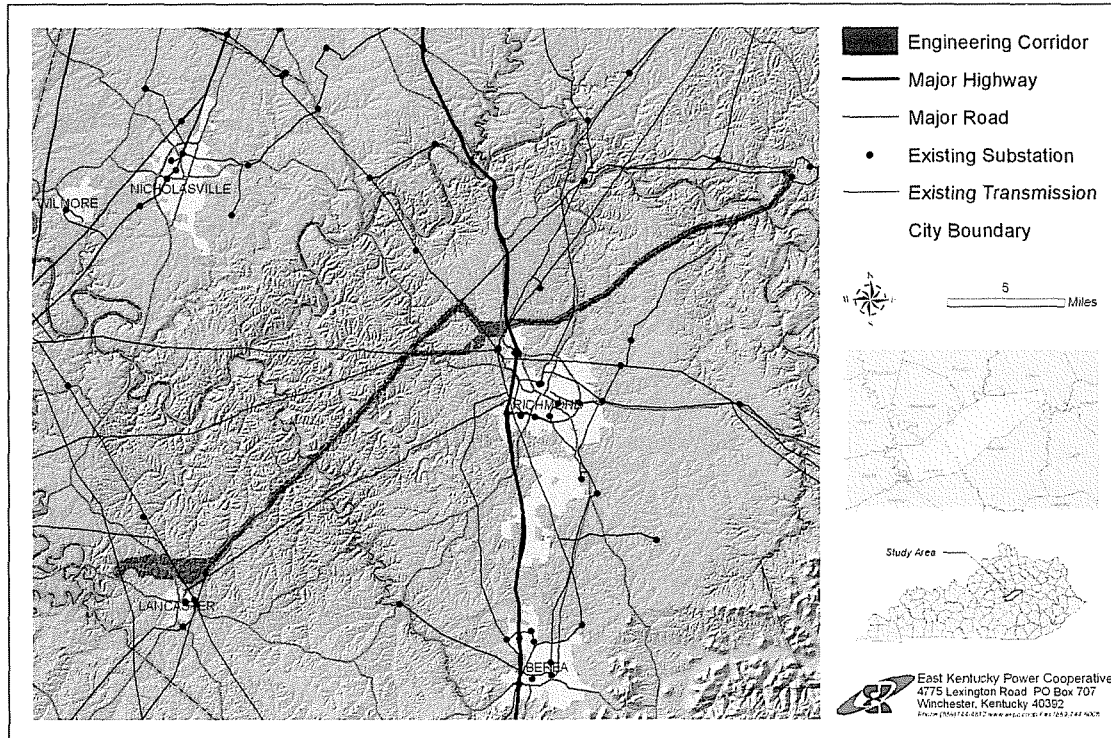 NICHOLASVILLE
WILMORE
RICHMOND
LANCASTER
BEREA
Engineering Corridor
Major Highway
Major Road
Existing Substation
Existing Transmission
City Boundary
N
W
S
5
Miles
Study Area
East Kentucky Power Cooperative
4775 Lexington Road PO Box 707
Winchester, Kentucky 40392